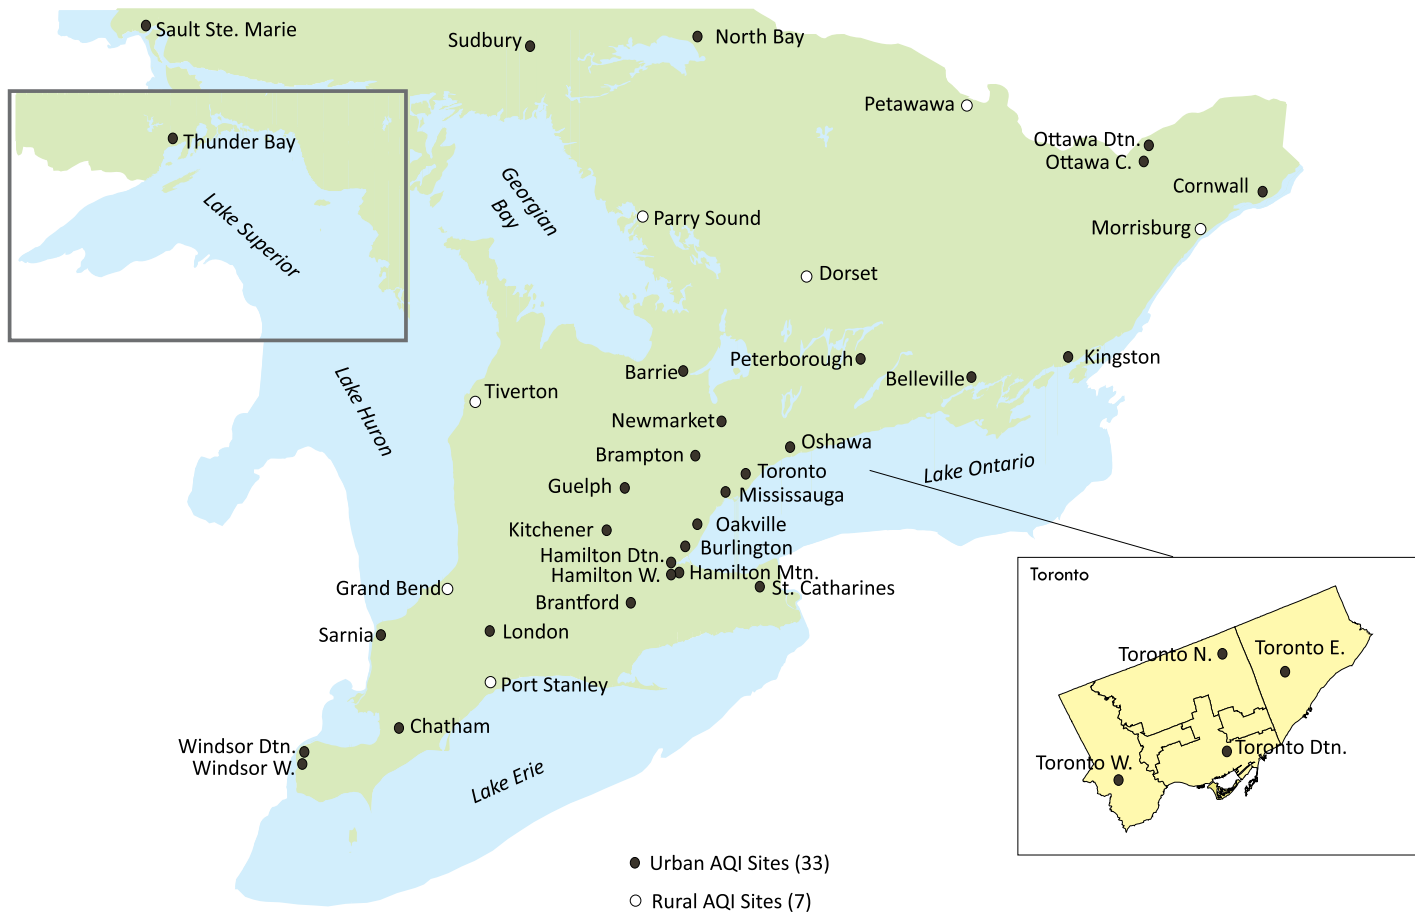 Sault Ste. Marie
Sudbury
North Bay
Petawawa
Thunder Bay
Ottawa Dtn.
Ottawa C.
Cornwall
Morrisburg
Lake Superior
Georgian
Bay
Parry Sound
Dorset
Peterborough
Kingston
Barrie
Belleville
Lake Huron
Tiverton
Newmarket
Oshawa
Brampton
Toronto
Lake Ontario
Guelph
Mississauga
Kitchener
Oakville
Burlington
Hamilton Dtn.
Hamilton W.
Hamilton Mtn.
Grand Bend
St. Catharines
Brantford
Sarnia
London
Port Stanley
Chatham
Windsor Dtn.
Windsor W.
Lake Erie
Toronto
Toronto N.
Toronto E.
Toronto Dtn.
Toronto W.
Urban AQI Sites (33)
Rural AQI Sites (7)